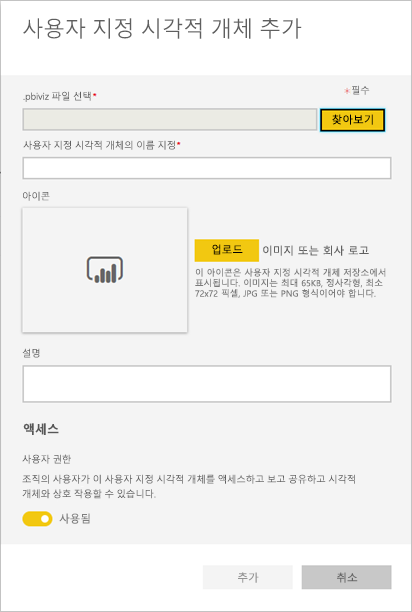 사용자 지정 시각적 개체 추가
*필수
.pbiviz 파일 선택*
찾아보기
사용자 지정 시각적 개체의 이름 지정*
아이콘
업로드 이미지 또는 회사 로고
이 아이콘은 사용자 지정 시각적 개체 저장소에서
표시됩니다. 이미지는 최대 65KB, 정사각형, 최소
72x72 픽셀, JPG 또는 PNG 형식이어야 합니다.
설명
액세스
사용자 권한
조직의 사용자가 이 사용자 지정 시각적 개체를 액세스하고 보고 공유하고 시각적
개체와 상호 작용할 수 있습니다.
사용됨
추가
취소